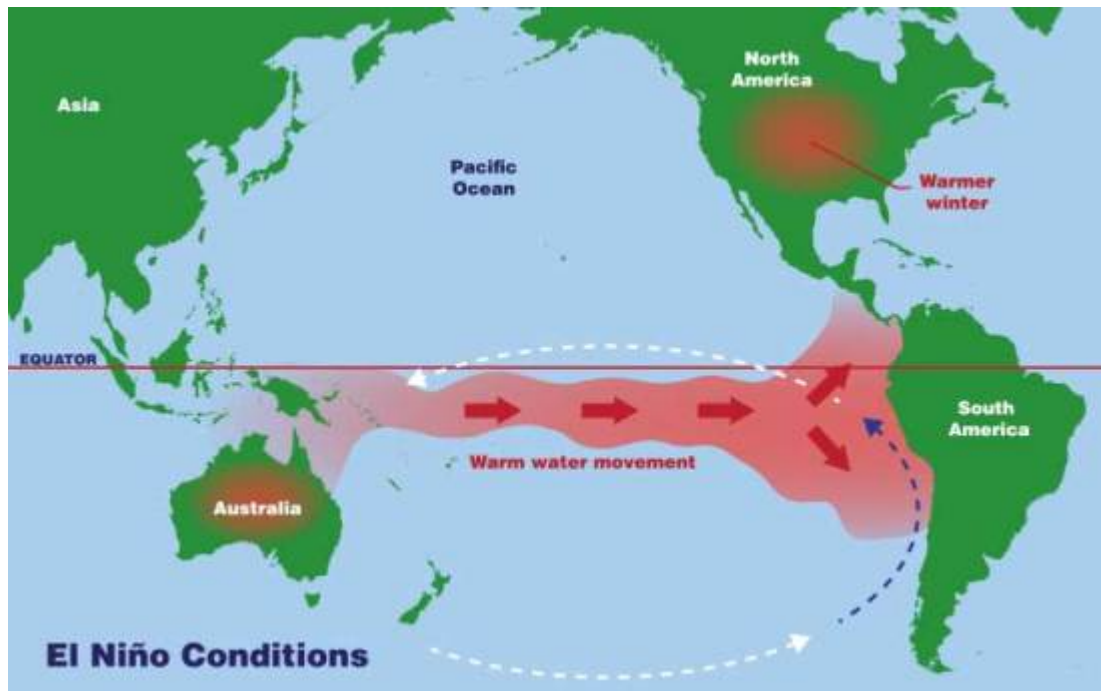 North
America
Asia
Pacific
Ocean
Warmer
winter
EQUATOR
South
America
Warm water movement
Australia
El Niño Conditions